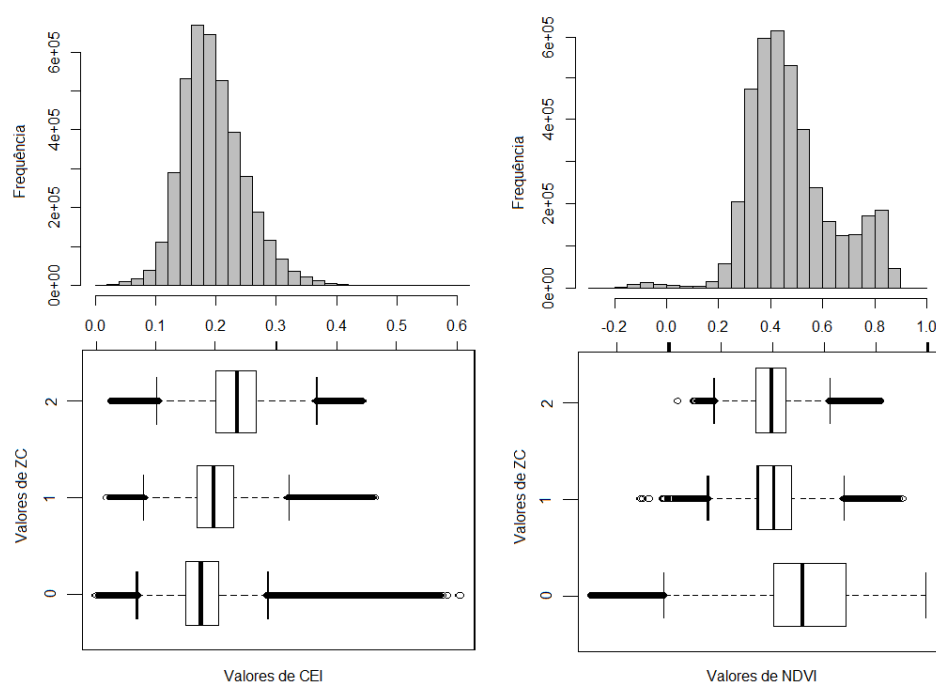 Frequência
0e+00 2e+05 4e+05 6e+05
0.0 0.1 0.2 0.3 0.4 0.5 0.6
Valores de ZC
2
1
0
Valores de CEI
Frequência
0e+00 2e+05 4e+05 6e+05
-0.2 0.0 0.2 0.4 0.6 0.8 1.0
Valores de ZC
2
1
0
Valores de NDVI